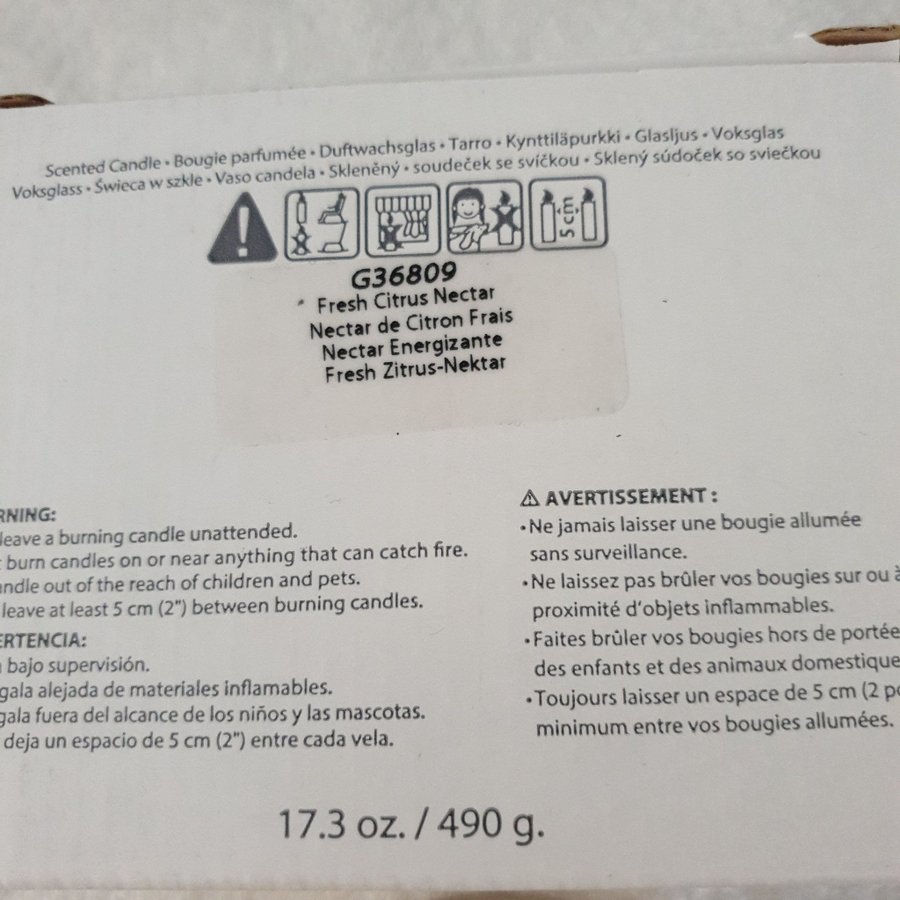 Scented Candle • Bougie parfumée • Duftwachsglas • Tarro • Kynttiläpurkki • Glasljus • Voksglas
Voksglass • Świeca w szkle • Vaso candela • Skleněný • soudeček se svíčkou • Sklený súdoček so sviečkou
5 cm
G36809
Fresh Citrus Nectar
Nectar de Citron Frais
Nectar Energizante
Fresh Zitrus-Nektar
RNING:
leave a burning candle unattended.
burn candles on or near anything that can catch fire.
ndle out of the reach of children and pets.
leave at least 5 cm (2") between burning candles.
ERTENCIA:
bajo supervisión.
gala alejada de materiales inflamables.
gala fuera del alcance de los niños y las mascotas.
deja un espacio de 5 cm (2") entre cada vela.
⚠ AVERTISSEMENT :
• Ne jamais laisser une bougie allumée
sans surveillance.
• Ne laissez pas brûler vos bougies sur ou à
proximité d'objets inflammables.
• Faites brûler vos bougies hors de portée
des enfants et des animaux domestique
• Toujours laisser un espace de 5 cm (2 po
minimum entre vos bougies allumées.
17.3 oz. / 490 g.